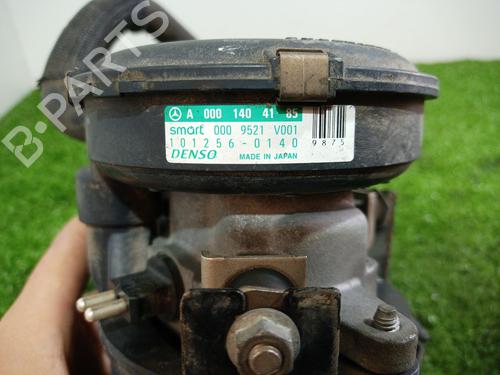 A 000 140 41 85
smart 000 9521 V001
101256-0140
DENSO MADE IN JAPAN
9875
B-PARTS